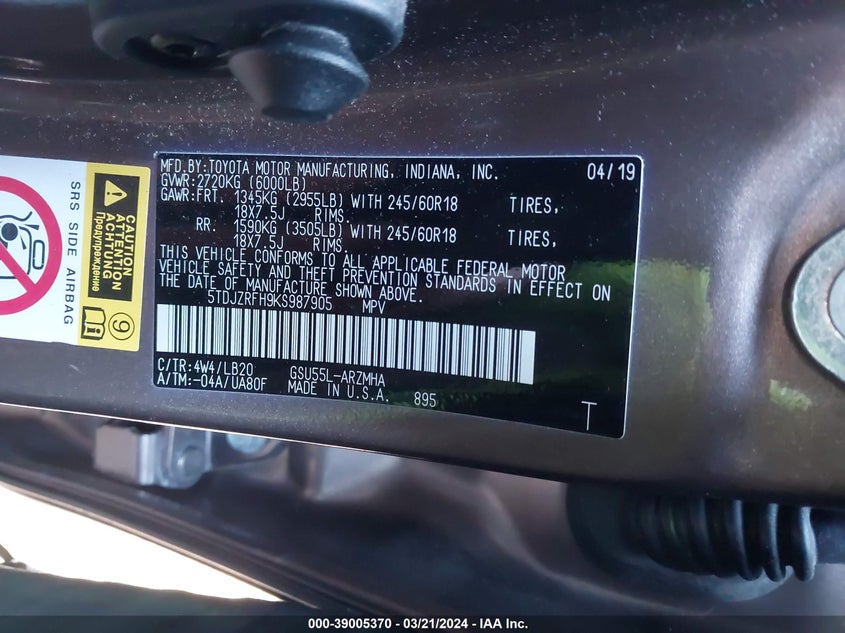 MFD.BY:TOYOTA MOTOR MANUFACTURING, INDIANA, INC. 04/19
GVWR:2720KG (6000LB)
GAWR:FRT. 1345KG (2955LB) WITH 245/60R18 TIRES,
18X7.5J RIMS.
RR. 1590KG (3505LB) WITH 245/60R18 TIRES,
18X7.5J RIMS.
THIS VEHICLE CONFORMS TO ALL APPLICABLE FEDERAL MOTOR
VEHICLE SAFETY AND THEFT PREVENTION STANDARDS IN EFFECT ON
THE DATE OF MANUFACTURE SHOWN ABOVE.
5TDJZRFH9KS987905 MPV
C/TR:4W4/LB20 GSU55L-ARZMHA
A/TM:-04A/UA80F MADE IN U.S.A. 895
T
SRS SIDE AIRBAG
CAUTION
ATTENTION
ACHTUNG
Предупреждение
9
000-39005370 - 03/21/2024 - IAA Inc.